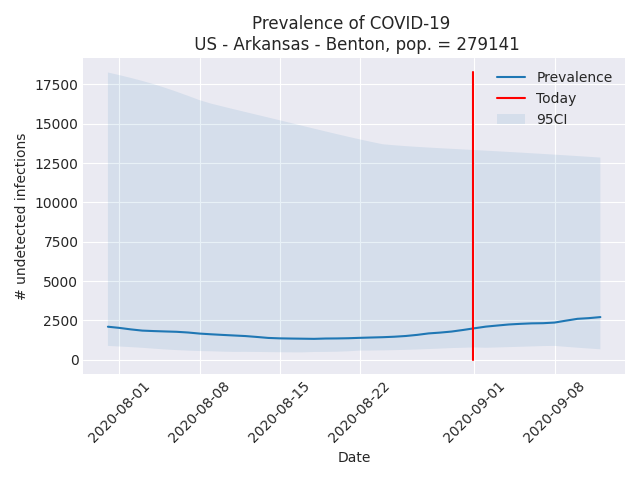 Prevalence of COVID-19
US - Arkansas - Benton, pop. = 279141
Prevalence
Today
95CI
# undetected infections
17500
15000
12500
10000
7500
5000
2500
0
2020-08-01
2020-08-08
2020-08-15
2020-08-22
2020-09-01
2020-09-08
Date